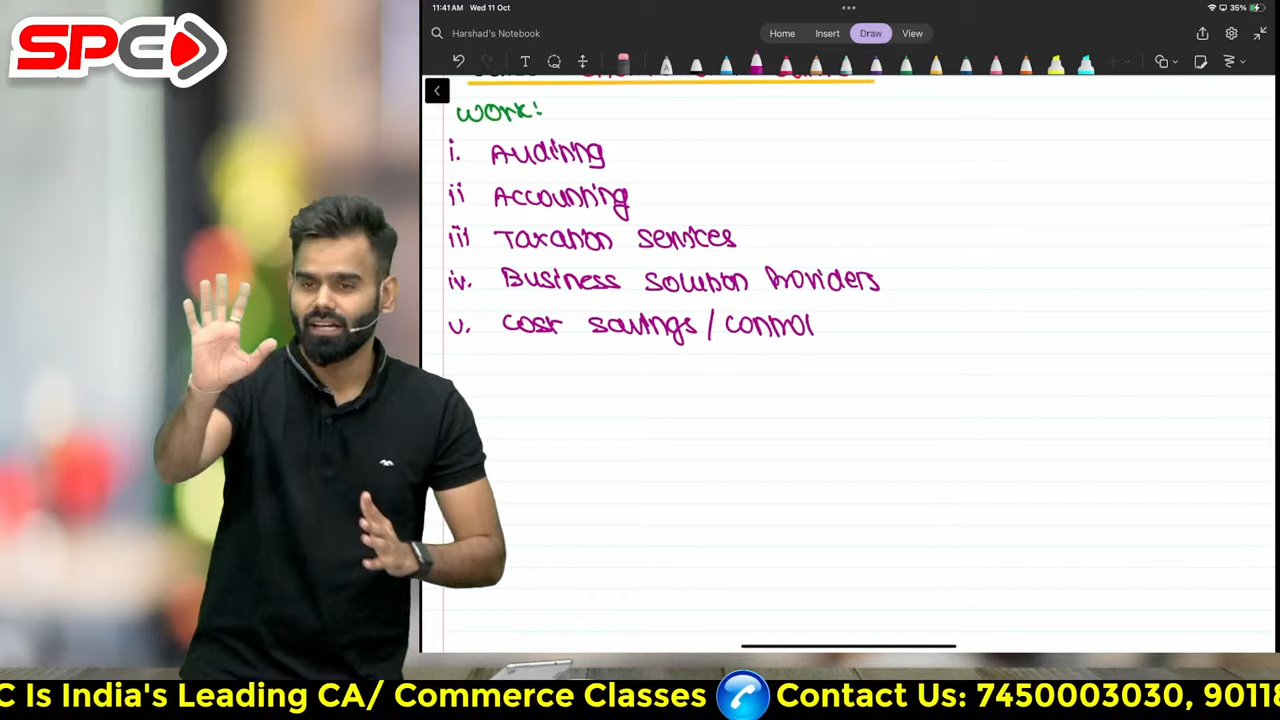 11:41 AM Wed 11 Oct
35%
SPC
Harshad's Notebook
Home Insert Draw View
Work:
i. Auditing
ii Accounting
iii Taxation services
iv. Business solution Providers
v. Cost savings / control
C Is India's Leading CA/ Commerce Classes Contact Us: 7450003030, 90118